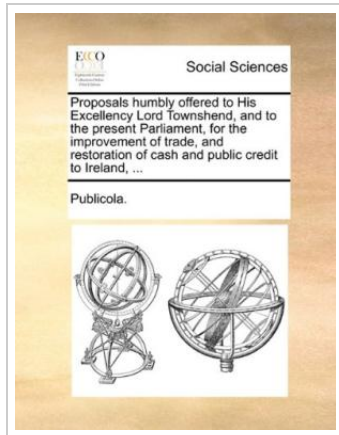 ECCO
Social Sciences
Proposals humbly offered to His
Excellency Lord Townshend, and to
the present Parliament, for the
improvement of trade, and
restoration of cash and public credit
to Ireland, ...
Publicola.